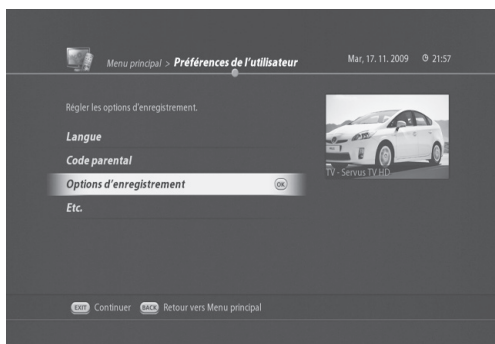 Menu principal > Préférences de l'utilisateur
Mar, 17. 11. 2009 21:57
Régler les options d'enregistrement.
Langue
Code parental
Options d'enregistrement OK
Etc.
TV - Servus TV HD
EXIT Continuer BACK Retour vers Menu principal